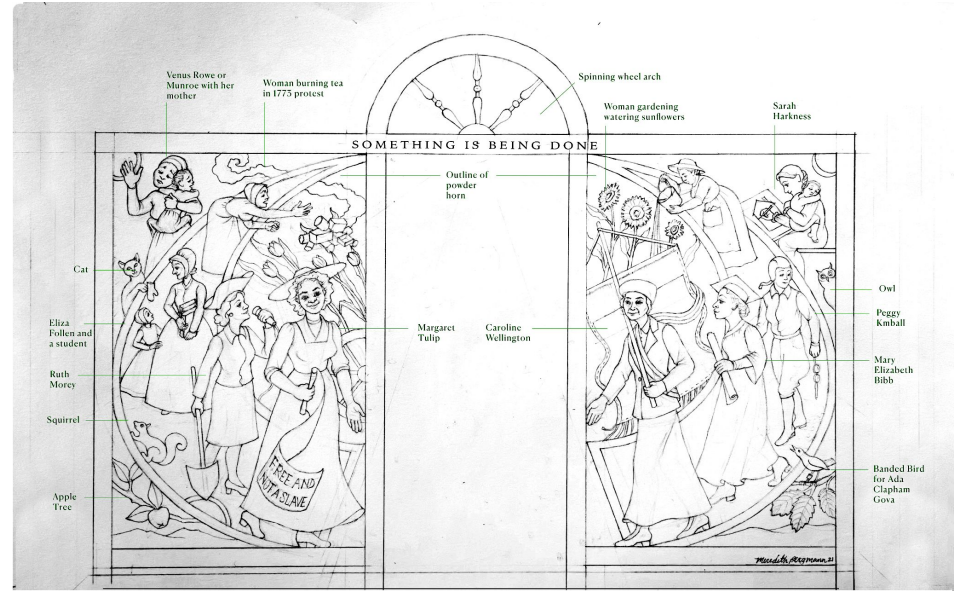 Venus Rowe or
Munroe with her
mother
Woman burning tea
in 1773 protest
Spinning wheel arch
Woman gardening
watering sunflowers
Sarah
Harkness
SOMETHING IS BEING DONE
Outline of
powder
horn
Cat
Owl
Eliza
Follen and
a student
Peggy
Kmball
Margaret
Tulip
Caroline
Wellington
Ruth
Morey
Mary
Elizabeth
Bibb
Squirrel
FREE AND
NOT A SLAVE
Apple
Tree
Banded Bird
for Ada
Clapham
Gova
Meredith Bergmann 21